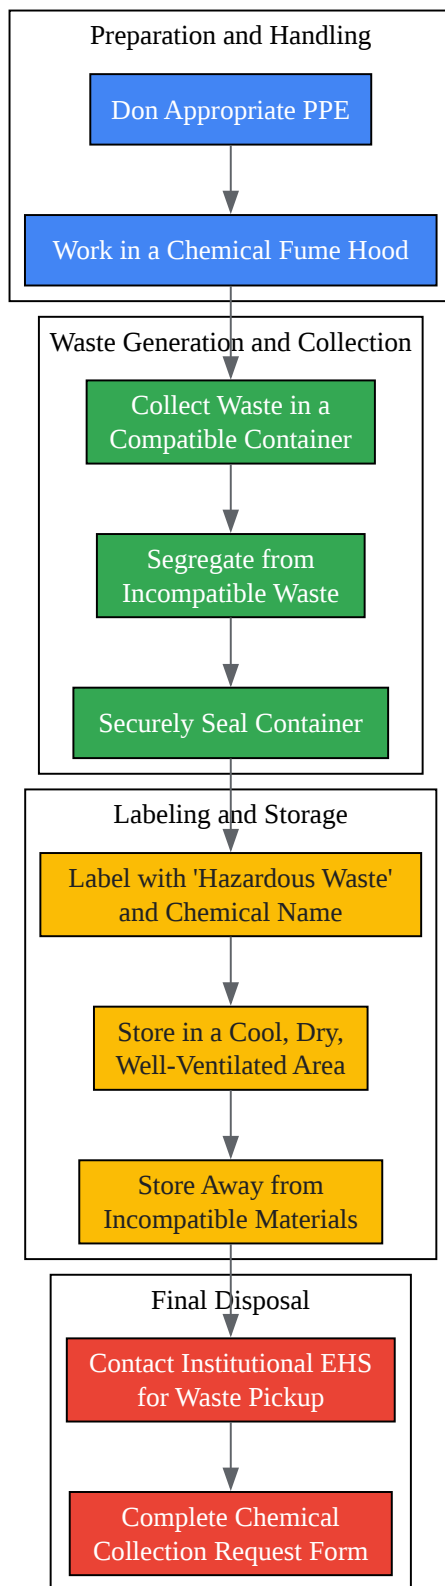 Preparation and Handling
Don Appropriate PPE
Work in a Chemical Fume Hood
Waste Generation and Collection
Collect Waste in a
Compatible Container
Segregate from
Incompatible Waste
Securely Seal Container
Labeling and Storage
Label with 'Hazardous Waste'
and Chemical Name
Store in a Cool, Dry,
Well-Ventilated Area
Store Away from
Incompatible Materials
Final Disposal
Contact Institutional EHS
for Waste Pickup
Complete Chemical
Collection Request Form